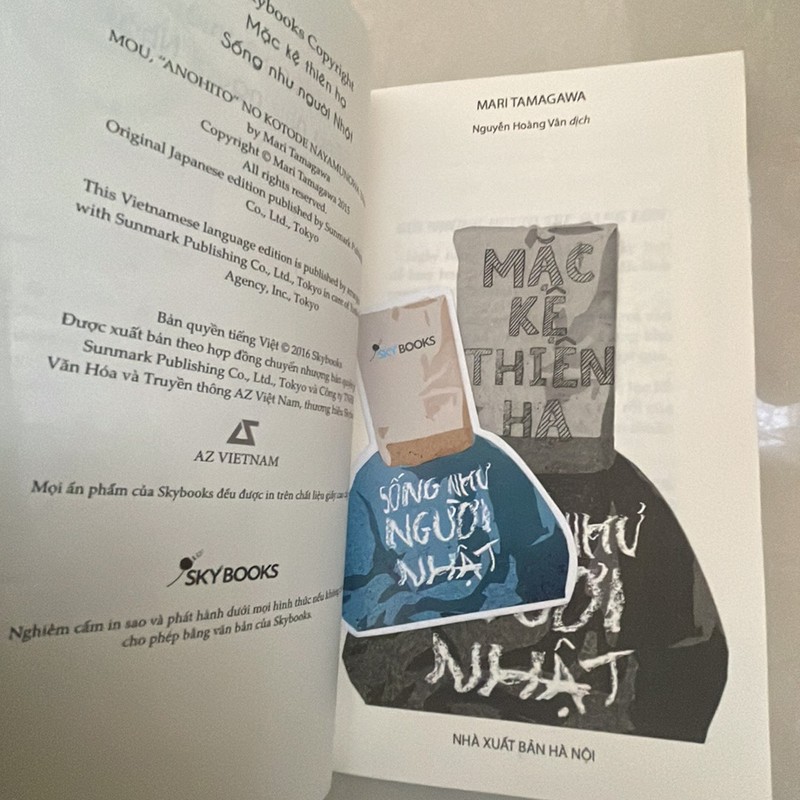 Skybooks Copyright
Mặc kệ thiên hạ
Sống như người Nhật
MOU, "ANOHITO" NO KOTODE NAYAMUNOWA
by Mari Tamagawa
Copyright © Mari Tamagawa 2015
All rights reserved.
Original Japanese edition published by Sunmark
Co., Ltd., Tokyo
This Vietnamese language edition is published by
with Sunmark Publishing Co., Ltd., Tokyo in care of
Agency, Inc., Tokyo
Bản quyền tiếng Việt © 2016 Skybooks
Được xuất bản theo hợp đồng chuyển nhượng bản quyền
Sunmark Publishing Co., Ltd., Tokyo và Công ty
Văn Hóa và Truyền thông AZ Việt Nam, thương hiệu
AZ VIETNAM
Mọi ấn phẩm của Skybooks đều được in trên chất liệu giấy cao
SKYBOOKS
Nghiêm cấm in sao và phát hành dưới mọi hình thức nếu không
cho phép bằng văn bản của Skybooks.
MARI TAMAGAWA
Nguyễn Hoàng Vân dịch
MẶC
KỆ
THIÊN
HẠ
SKYBOOKS
SỐNG NHƯ
NGƯỜI
NHẬT
NHƯ
ƯỜI
NHẬT
NHÀ XUẤT BẢN HÀ NỘI